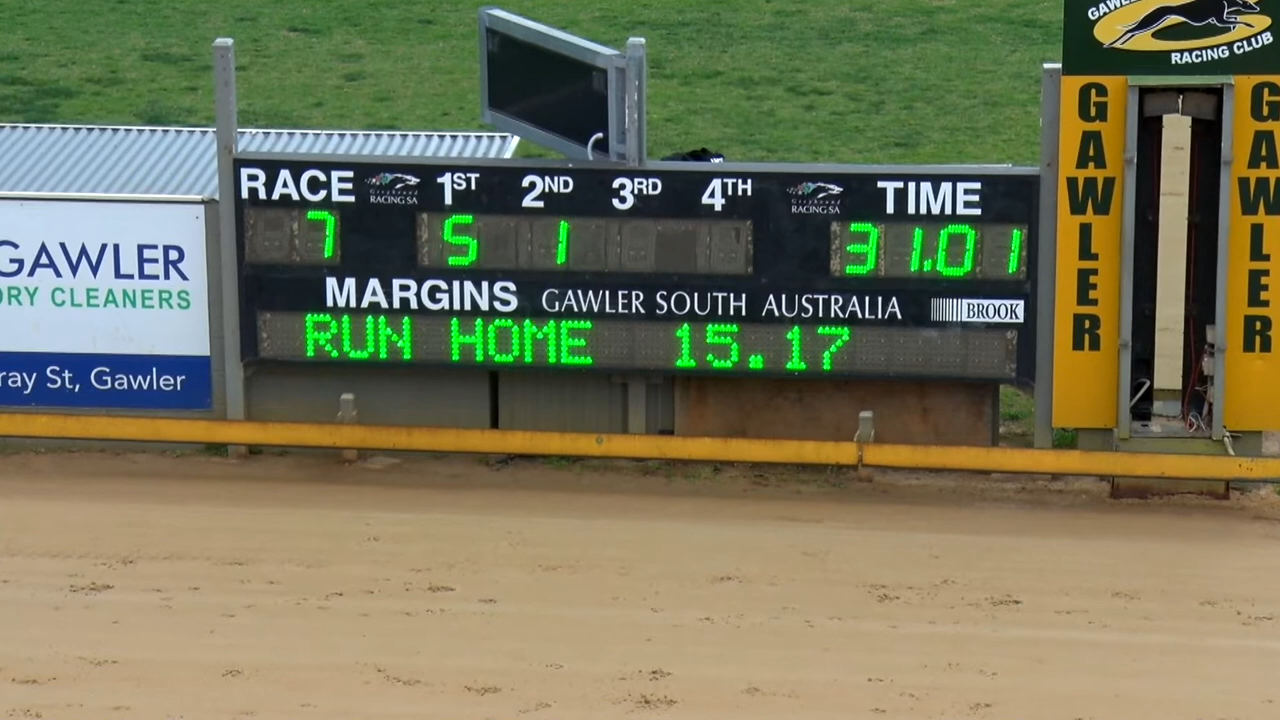 GAWLER
RACING CLUB
RACE 1ST 2ND 3RD 4TH TIME
Greyhound RACING SA
Greyhound RACING SA
7 5 1 31.01
MARGINS GAWLER SOUTH AUSTRALIA BROOK
RUN HOME 15.17
GAWLER
ORY CLEANERS
ray St, Gawler
GAWLER
GAWLER